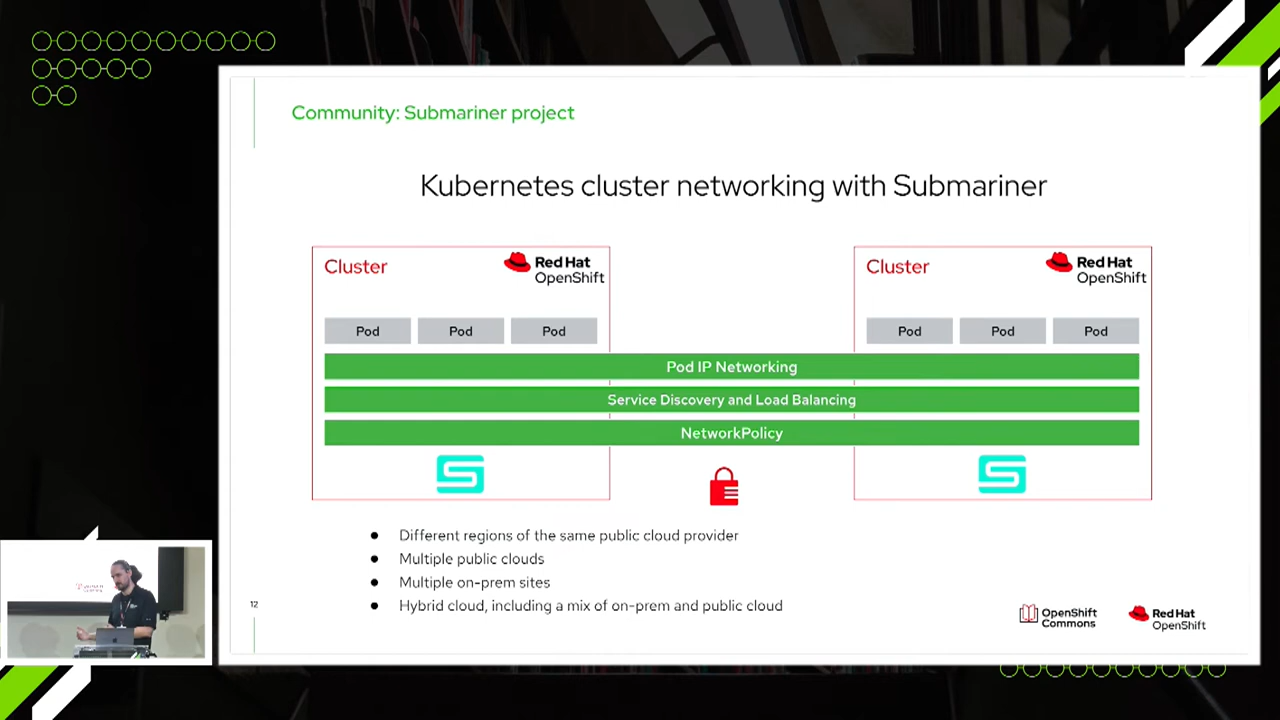 Community: Submariner project
Kubernetes cluster networking with Submariner
Cluster
Red Hat
OpenShift
Pod
Pod
Pod
Cluster
Red Hat
OpenShift
Pod
Pod
Pod
Pod IP Networking
Service Discovery and Load Balancing
NetworkPolicy
● Different regions of the same public cloud provider
● Multiple public clouds
● Multiple on-prem sites
● Hybrid cloud, including a mix of on-prem and public cloud
12
OpenShift
Commons
Red Hat
OpenShift